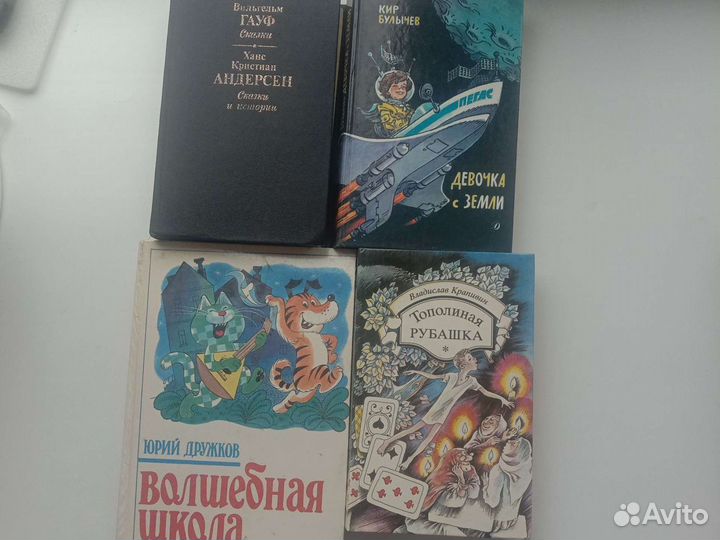 Вильгельм
ГАУФ
Сказки
Ханс
Кристиан
АНДЕРСЕН
Сказки
и истории
КИР
БУЛЫЧЕВ
ПЕГАС
ДЕВОЧКА
с ЗЕМЛИ
Владислав Крапивин
Тополиная
РУБАШКА
ЮРИЙ ДРУЖКОВ
ВОЛШЕБНАЯ
ШКОЛА
Avito